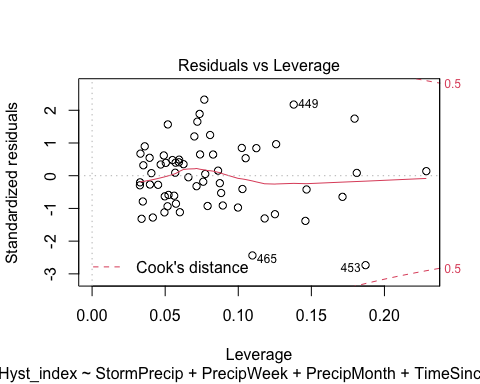 Residuals vs Leverage
Standardized residuals
2
1
0
-1
-2
-3
449
465
453
0.5
0.5
Cook's distance
0.00 0.05 0.10 0.15 0.20
Leverage
Hyst_index ~ StormPrecip + PrecipWeek + PrecipMonth + TimeSinc